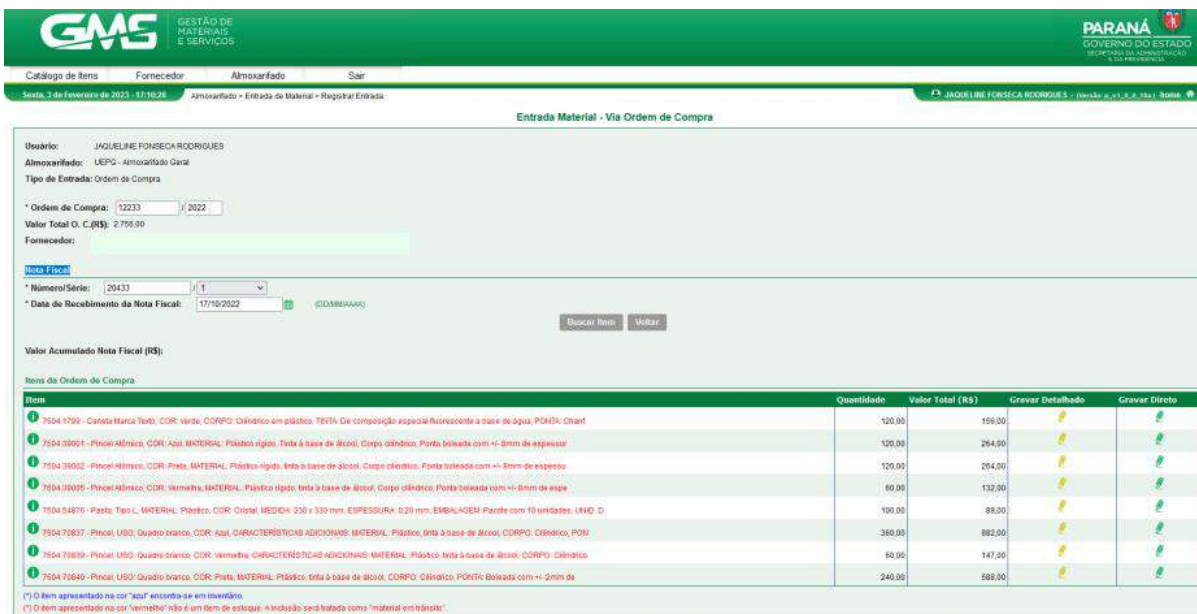 GMS GESTÃO DE MATERIAIS E SERVIÇOS
PARANÁ
GOVERNO DO ESTADO
SECRETARIA DA ADMINISTRAÇÃO E DA PREVIDÊNCIA
Catálogo de Itens Fornecedor Almoxarifado Sair
Sexta, 3 de Fevereiro de 2023 - 17:10:26 Almoxarifado > Entrada de Material > Registrar Entrada JAQUELINE FONSECA RODRIGUES - home
Entrada Material - Via Ordem de Compra
Usuário: JAQUELINE FONSECA RODRIGUES
Almoxarifado: UEPG - Almoxarifado Geral
Tipo de Entrada: Ordem de Compra
* Ordem de Compra: 12233 / 2022
Valor Total O. C.(R$): 2.756,00
Fornecedor:
Nota Fiscal
* Número/Série: 20433 / 1
* Data de Recebimento da Nota Fiscal: 17/10/2022 (DD/MM/AAAA)
Buscar Item Voltar
Valor Acumulado Nota Fiscal (R$):
Itens da Ordem de Compra
Item Quantidade Valor Total (R$) Gravar Detalhado Gravar Direto
7504.1799 - Caneta Marca Texto, COR: Verde, CORPO: Cilíndrico em plástico, TINTA: De composição especial fluorescente a base de água, PONTA: Chanf 120,00 156,00
7504.39001 - Pincel Atômico, COR: Azul, MATERIAL: Plástico rígido, Tinta à base de álcool, Corpo cilíndrico, Ponta boleada com +/- 8mm de espessur 120,00 264,00
7504.39002 - Pincel Atômico, COR: Preta, MATERIAL: Plástico rígido, tinta à base de álcool, Corpo cilíndrico, Ponta boleada com +/- 8mm de espessu 120,00 264,00
7504.39005 - Pincel Atômico, COR: Vermelha, MATERIAL: Plástico rígido, tinta à base de álcool, Corpo cilíndrico, Ponta boleada com +/- 8mm de espe 60,00 132,00
7504.54876 - Pasta, Tipo L, MATERIAL: Plástico, COR: Cristal, MEDIDA: 230 x 330 mm, ESPESSURA: 0,20 mm, EMBALAGEM: Pacote com 10 unidades, UNID. D 100,00
7504.70837 - Pincel, USO: Quadro branco, COR: Azul, CARACTERÍSTICAS ADICIONAIS: MATERIAL: Plástico, tinta à base de álcool, CORPO: Cilíndrico, PON 360,00 882,00
7504.70839 - Pincel, USO: Quadro branco, COR: Vermelha, CARACTERÍSTICAS ADICIONAIS: MATERIAL: Plástico, tinta à base de álcool, CORPO: Cilíndrico, 60,00 147,00
7504.70840 - Pincel, USO: Quadro branco, COR: Preta, MATERIAL: Plástico, tinta à base de álcool, CORPO: Cilíndrico, PONTA: Boleada com +/- 2mm de 240,00 588,00
(*) O item apresentado na cor "azul" encontra-se em inventário.
(*) O item apresentado na cor "vermelho" não é um item de estoque. A inclusão será tratada como "material em trânsito".